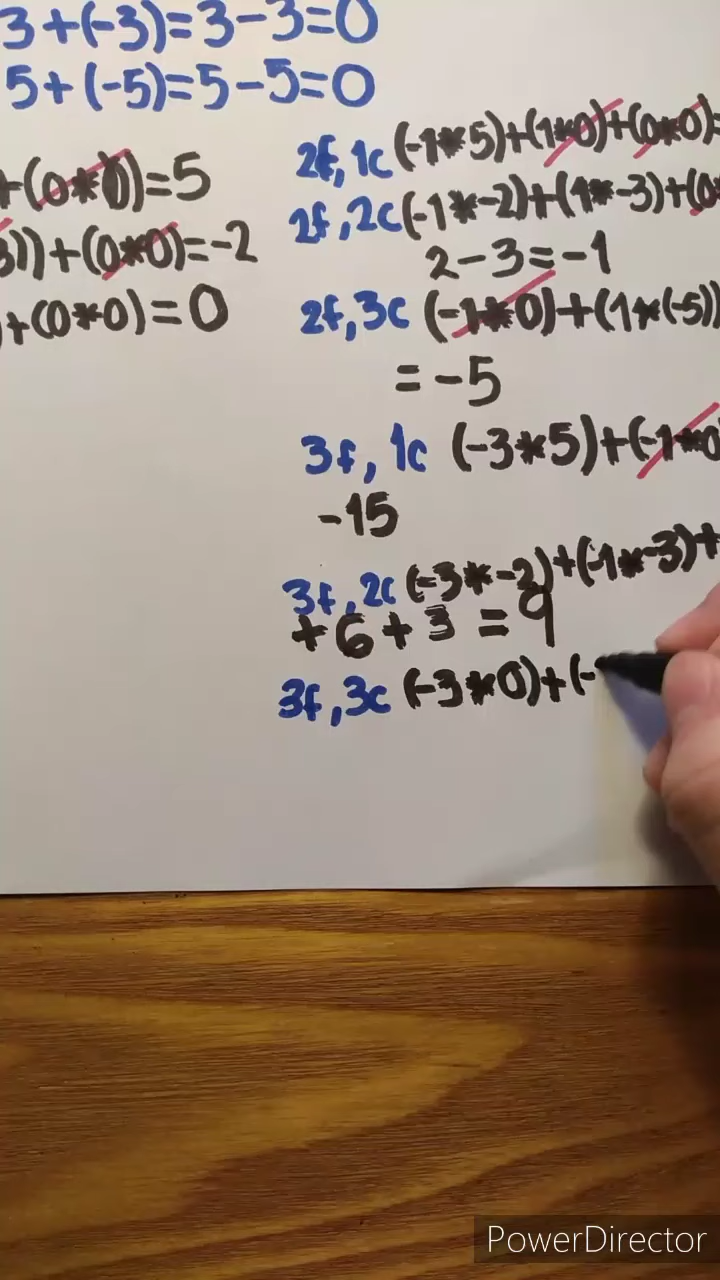 3+(-3)=3-3=0
5+(-5)=5-5=0
+(0*0)=5
))+(0*0)=-2
+(0*0)=0
2f,1c (-1*5)+(1*0)+(0*0)=
2f,2c (-1*-2)+(1*-3)+(0*
2-3=-1
2f,3c (-1*0)+(1*(-5))
=-5
3f,1c (-3*5)+(-1*0
-15
3f,2c (-3*-2)+(-1*-3)+
+6+3=9
3f,3c (-3*0)+(-
PowerDirector